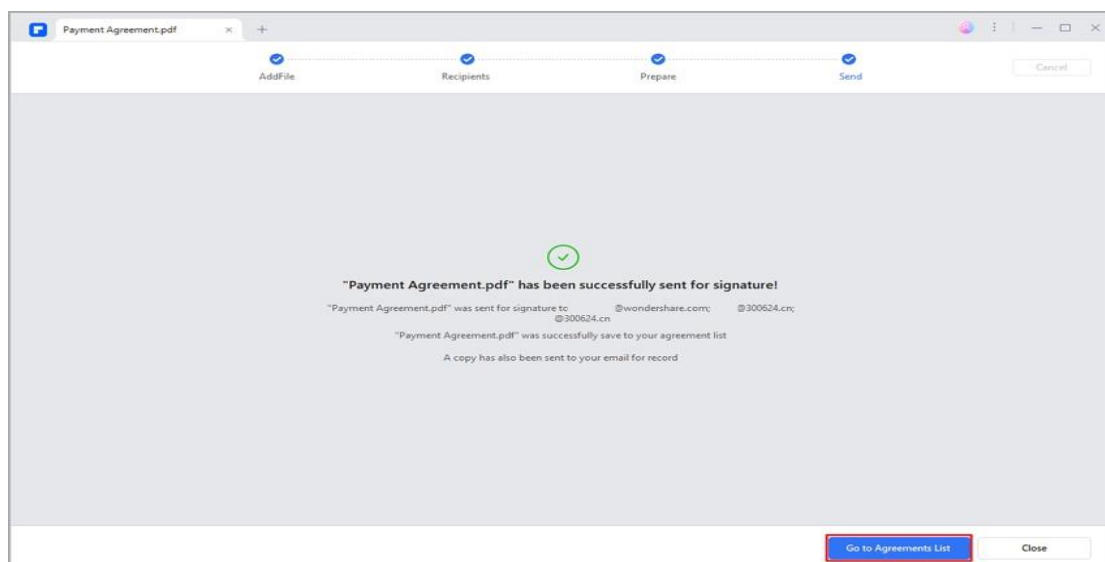 Payment Agreement.pdf
AddFile
Recipients
Prepare
Send
Cancel
"Payment Agreement.pdf" has been successfully sent for signature!
"Payment Agreement.pdf" was sent for signature to @wondershare.com; @300624.cn;
@300624.cn
"Payment Agreement.pdf" was successfully save to your agreement list
A copy has also been sent to your email for record
Go to Agreements List
Close